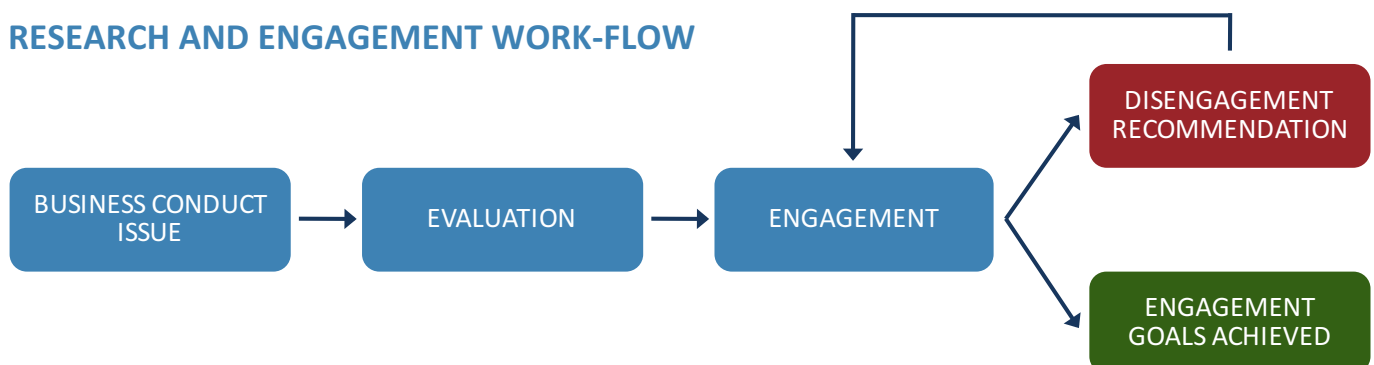 RESEARCH AND ENGAGEMENT WORK-FLOW
DISENGAGEMENT
RECOMMENDATION
BUSINESS CONDUCT
ISSUE
EVALUATION
ENGAGEMENT
ENGAGEMENT
GOALS ACHIEVED